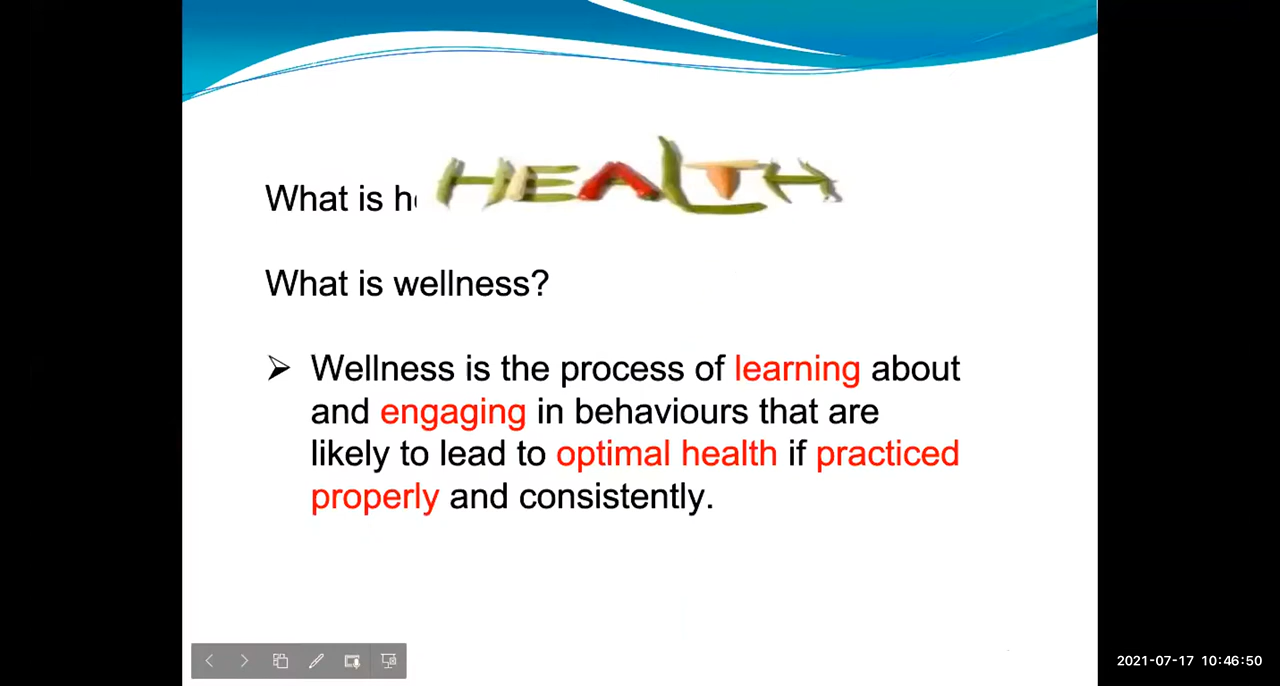 HEALTH
What is h
What is wellness?
Wellness is the process of learning about
and engaging in behaviours that are
likely to lead to optimal health if practiced
properly and consistently.
2021-07-17 10:46:50